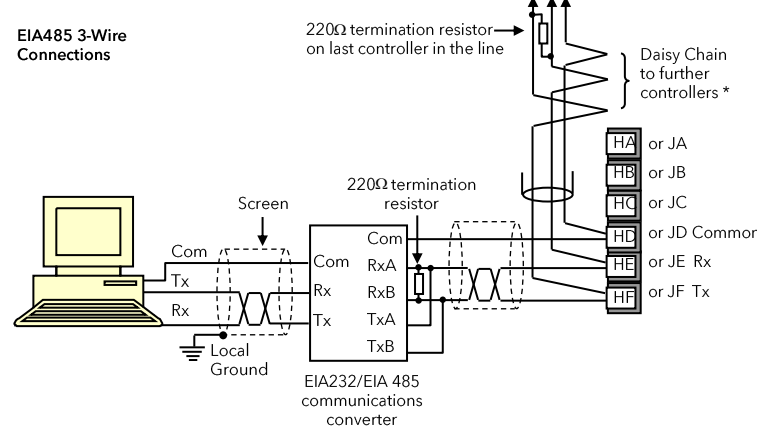 EIA485 3-Wire
Connections
220Ω termination resistor
on last controller in the line
Daisy Chain
to further
controllers *
HA or JA
HB or JB
HC or JC
HD or JD Common
HE or JE Rx
HF or JF Tx
220Ω termination
resistor
Screen
Com
Tx
Rx
Local
Ground
Com
Rx
Tx
Com
RxA
RxB
TxA
TxB
EIA232/EIA 485
communications
converter